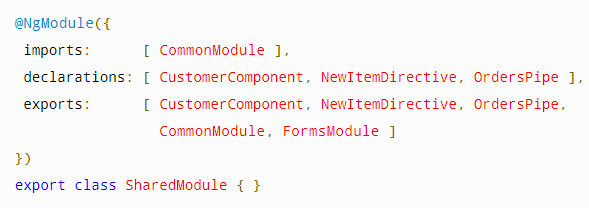 @NgModule({
 imports:      [ CommonModule ],
 declarations: [ CustomerComponent, NewItemDirective, OrdersPipe ],
 exports:      [ CustomerComponent, NewItemDirective, OrdersPipe,
                 CommonModule, FormsModule ]
})
export class SharedModule { }